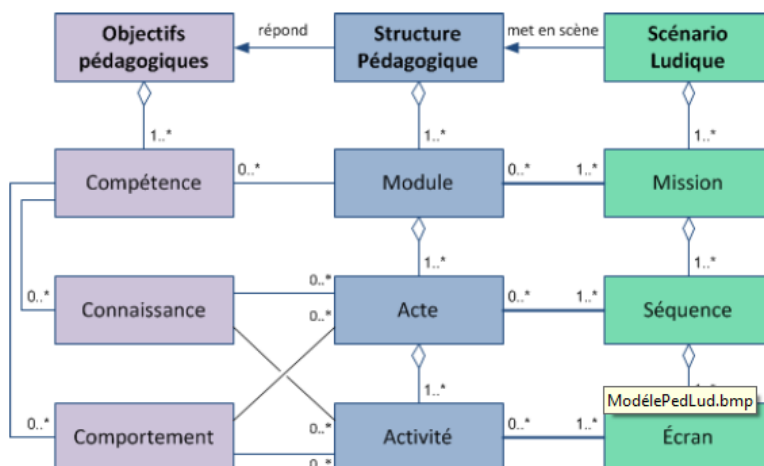 Objectifs
pédagogiques
répond
Structure
Pédagogique
met en scène
Scénario
Ludique
1..*
1..*
1..*
Compétence
0..*
Module
0..*
1..*
Mission
1..*
1..*
0..*
Connaissance
0..*
0..*
Acte
0..*
1..*
Séquence
1..*
ModélePedLud.bmp
0..*
Comportement
0..*
0..*
Activité
0..*
1..*
Écran